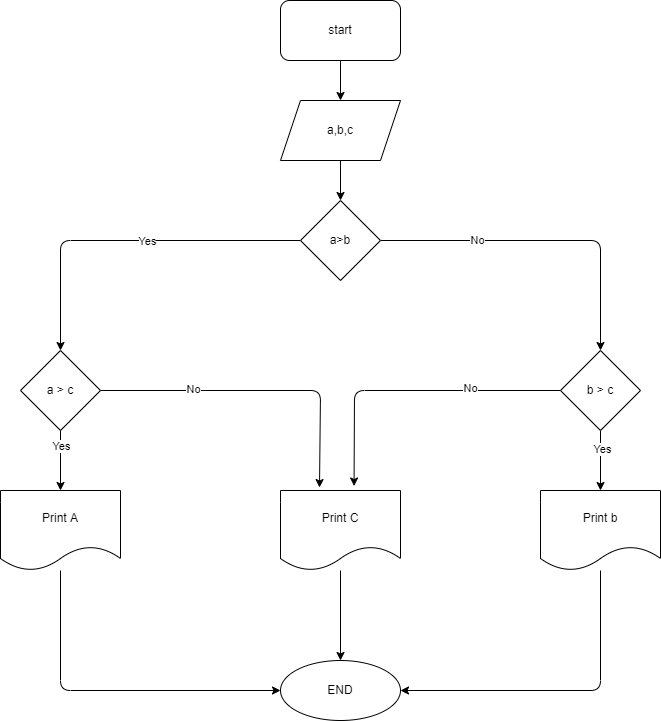 start
a,b,c
a>b
Yes
No
a > c
No
No
b > c
Yes
Yes
Print A
Print C
Print b
END